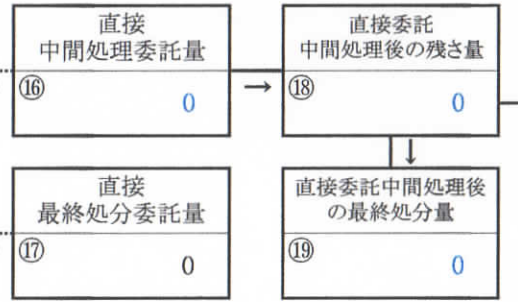 直接
中間処理委託量
⑯
0
→
直接委託
中間処理後の残さ量
⑱
0
↓
直接
最終処分委託量
⑰
0
直接委託中間処理後
の最終処分量
⑲
0